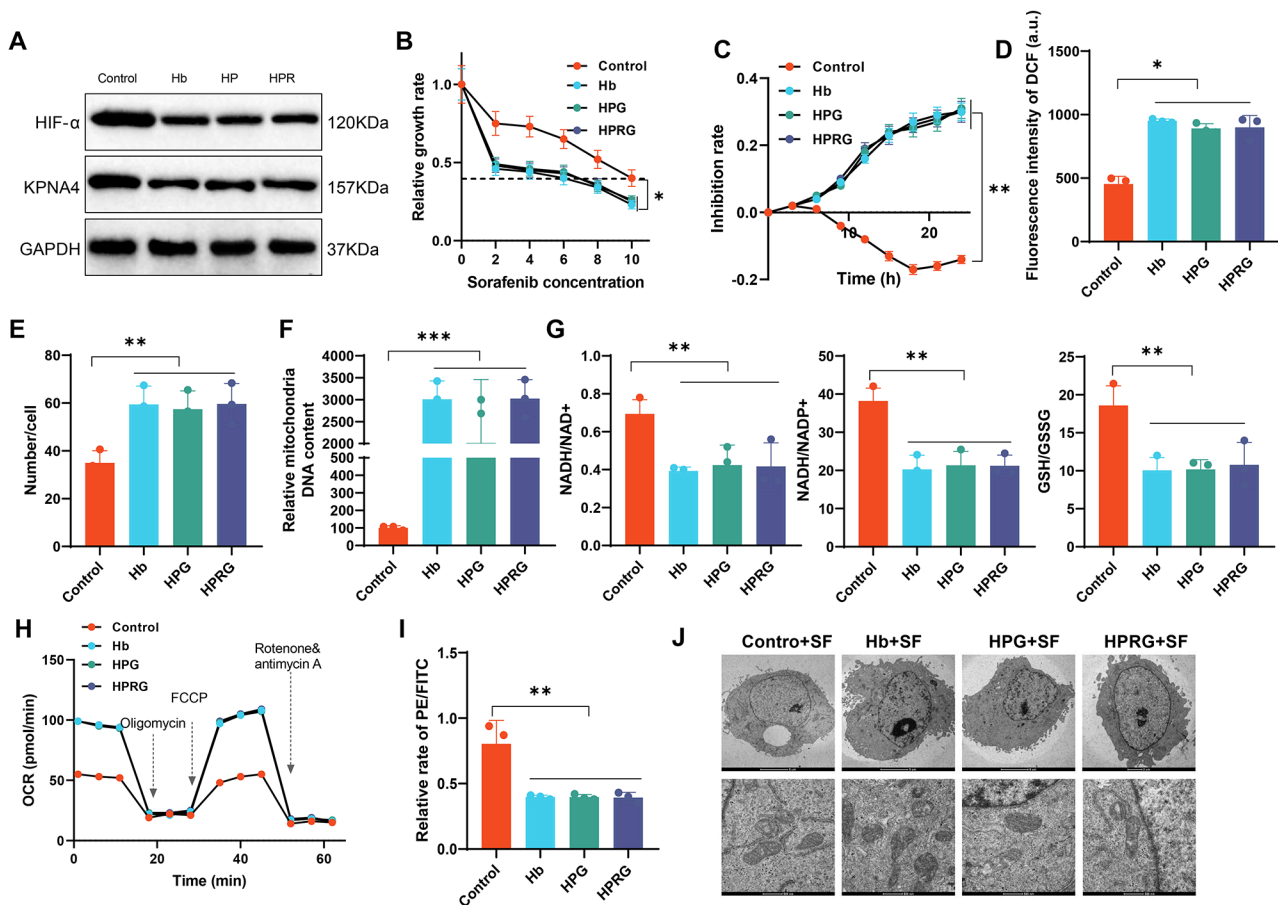 A
Control Hb HP HPR
HIF-α 120KDa
KPNA4 157KDa
GAPDH 37KDa
B
Control
Hb
HPG
HPRG
Relative growth rate
1.0
0.5
0.0
0 2 4 6 8 10
Sorafenib concentration
*
C
Control
Hb
HPG
HPRG
Inhibition rate
0.4
0.2
0.0
-0.2
10 20
Time (h)
**
D
Fluorescence intensity of DCF (a.u.)
1500
1000
500
0
*
Control Hb HPG HPRG
E
Number/cell
80
60
40
20
0
**
Control Hb HPG HPRG
F
Relative mitochondria
DNA content
4000
3500
3000
2500
2000
500
400
300
200
100
0
***
Control Hb HPG HPRG
G
NADH/NAD+
1.0
0.8
0.6
0.4
0.2
0.0
**
Control Hb HPG HPRG
NADH/NADP+
50
40
30
20
10
0
**
Control Hb HPG HPRG
GSH/GSSG
25
20
15
10
5
0
**
Control Hb HPG HPRG
H
Control
Hb
HPG
HPRG
OCR (pmol/min)
150
100
50
0
0 20 40 60
Time (min)
Oligomycin
FCCP
Rotenone&
antimycin A
I
Relative rate of PE/FITC
1.5
1.0
0.5
0.0
**
Control Hb HPG HPRG
J
Contro+SF Hb+SF HPG+SF HPRG+SF